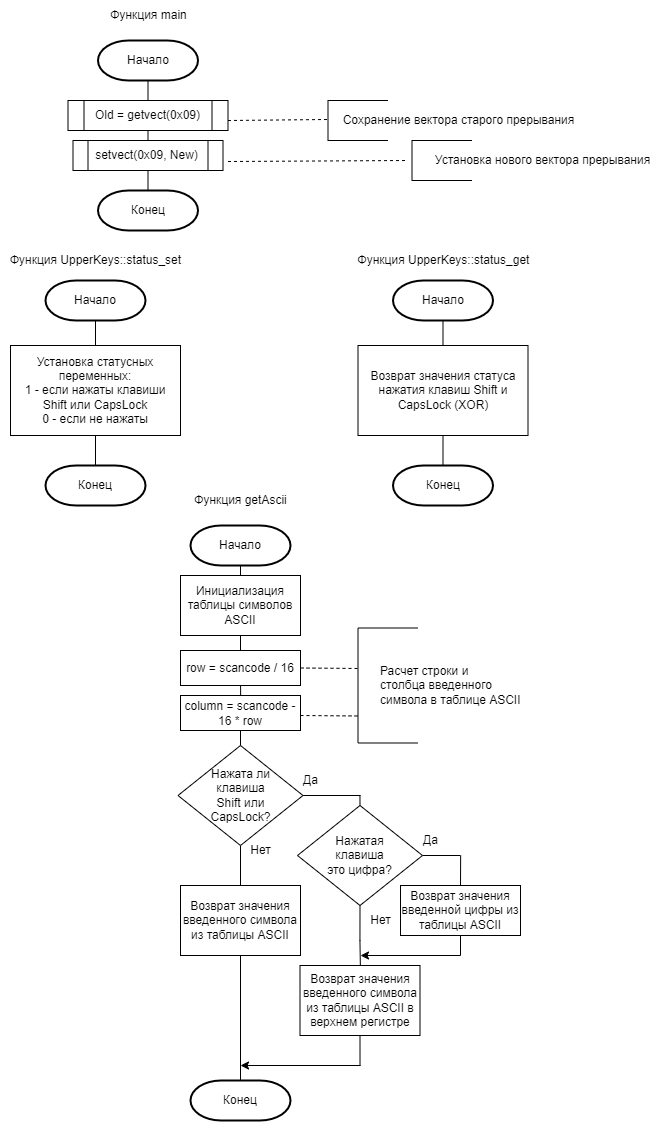 Функция main
Начало
Old = getvect(0x09)
Сохранение вектора старого прерывания
setvect(0x09, New)
Установка нового вектора прерывания
Конец
Функция UpperKeys::status_set
Начало
Установка статусных
переменных:
1 - если нажаты клавиши
Shift или CapsLock
0 - если не нажаты
Конец
Функция UpperKeys::status_get
Начало
Возврат значения статуса
нажатия клавиш Shift и
CapsLock (XOR)
Конец
Функция getAscii
Начало
Инициализация
таблицы символов
ASCII
row = scancode / 16
column = scancode -
16 * row
Расчет строки и
столбца введенного
символа в таблице ASCII
Нажата ли
клавиша
Shift или
CapsLock?
Да
Нет
Нажатая
клавиша
это цифра?
Да
Нет
Возврат значения
введенного символа
из таблицы ASCII
Возврат значения
введенной цифры из
таблицы ASCII
Возврат значения
введенного символа
из таблицы ASCII в
верхнем регистре
Конец